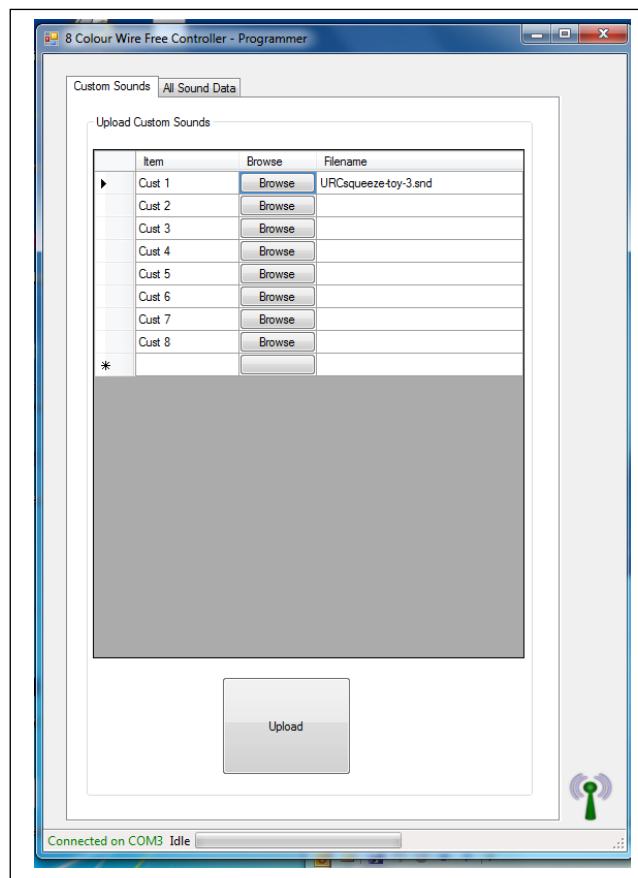 8 Colour Wire Free Controller - Programmer
Custom Sounds All Sound Data
Upload Custom Sounds
Item Browse Filename
Cust 1 Browse URCsqueeze-toy-3.snd
Cust 2 Browse
Cust 3 Browse
Cust 4 Browse
Cust 5 Browse
Cust 6 Browse
Cust 7 Browse
Cust 8 Browse
Upload
Connected on COM3 Idle